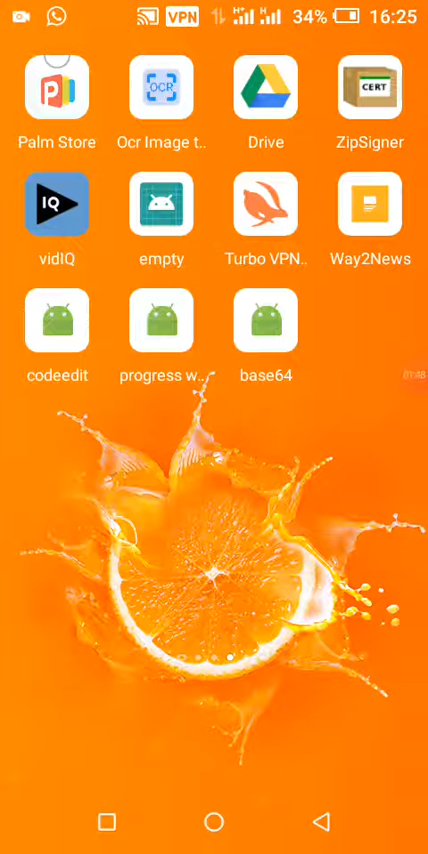 VPN H+ H 34% 16:25
OCR CERT
Palm Store Ocr Image t.. Drive ZipSigner
IQ
vidIQ empty Turbo VPN.. Way2News
codeedit progress w.. base64